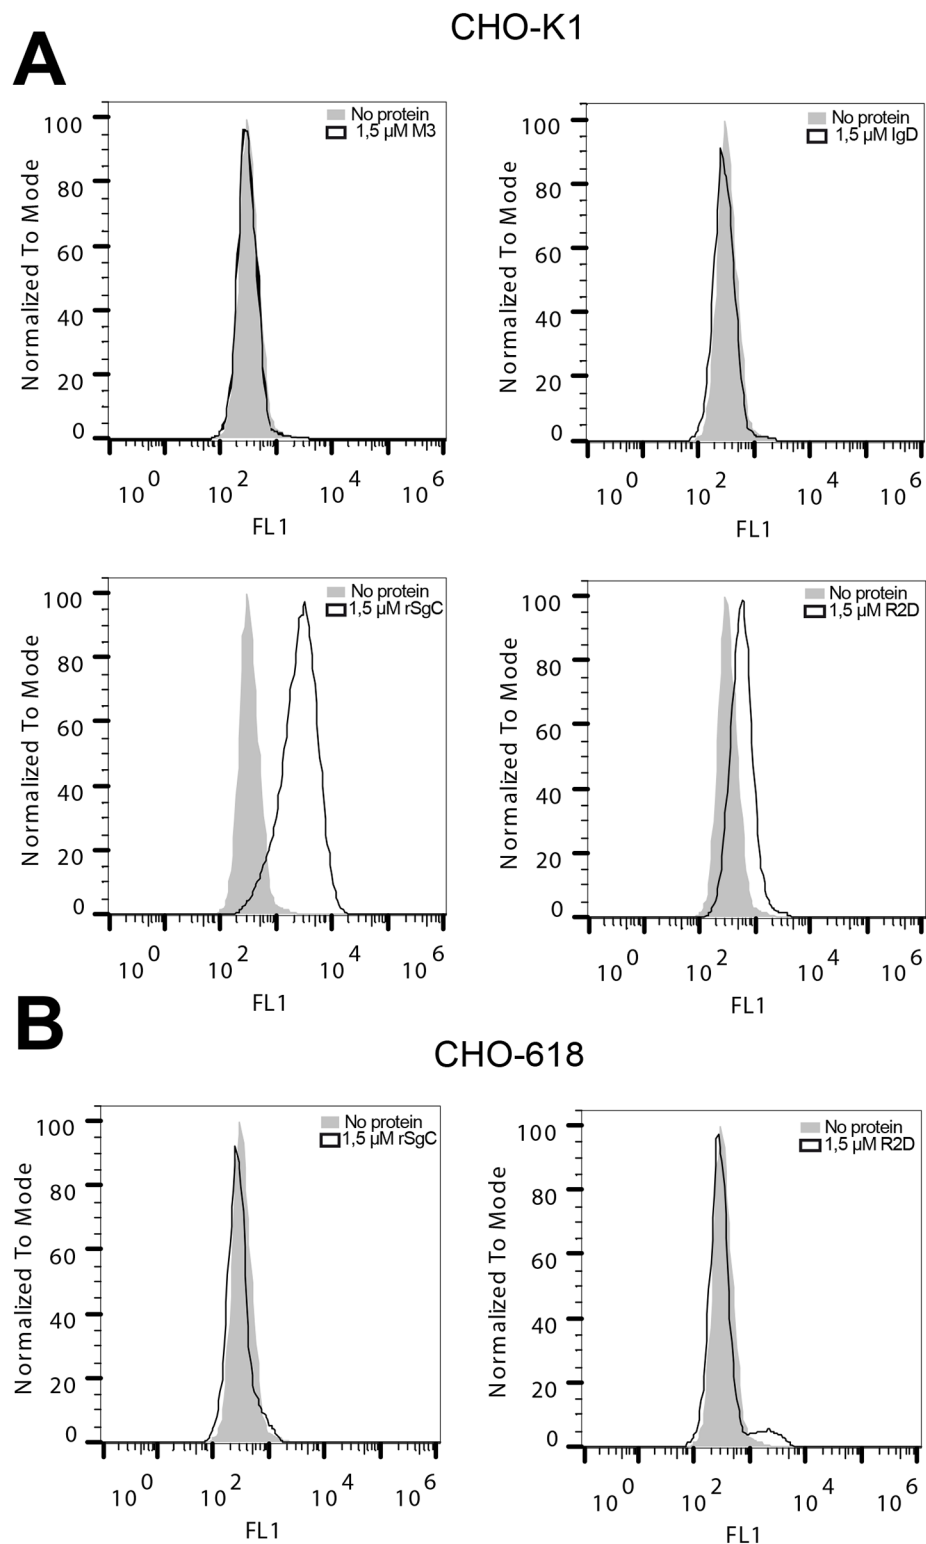 CHO-K1
A
No protein
1,5 µM M3
Normalized To Mode
100
80
60
40
20
0
10 0 10 2 10 4 10 6
FL1
No protein
1,5 µM IgD
Normalized To Mode
100
80
60
40
20
0
10 0 10 2 10 4 10 6
FL1
No protein
1,5 µM rSgC
Normalized To Mode
100
80
60
40
20
0
10 0 10 2 10 4 10 6
FL1
No protein
1,5 µM R2D
Normalized To Mode
100
80
60
40
20
0
10 0 10 2 10 4 10 6
FL1
B
CHO-618
No protein
1,5 µM rSgC
Normalized To Mode
100
80
60
40
20
0
10 0 10 2 10 4 10 6
FL1
No protein
1,5 µM R2D
Normalized To Mode
100
80
60
40
20
0
10 0 10 2 10 4 10 6
FL1